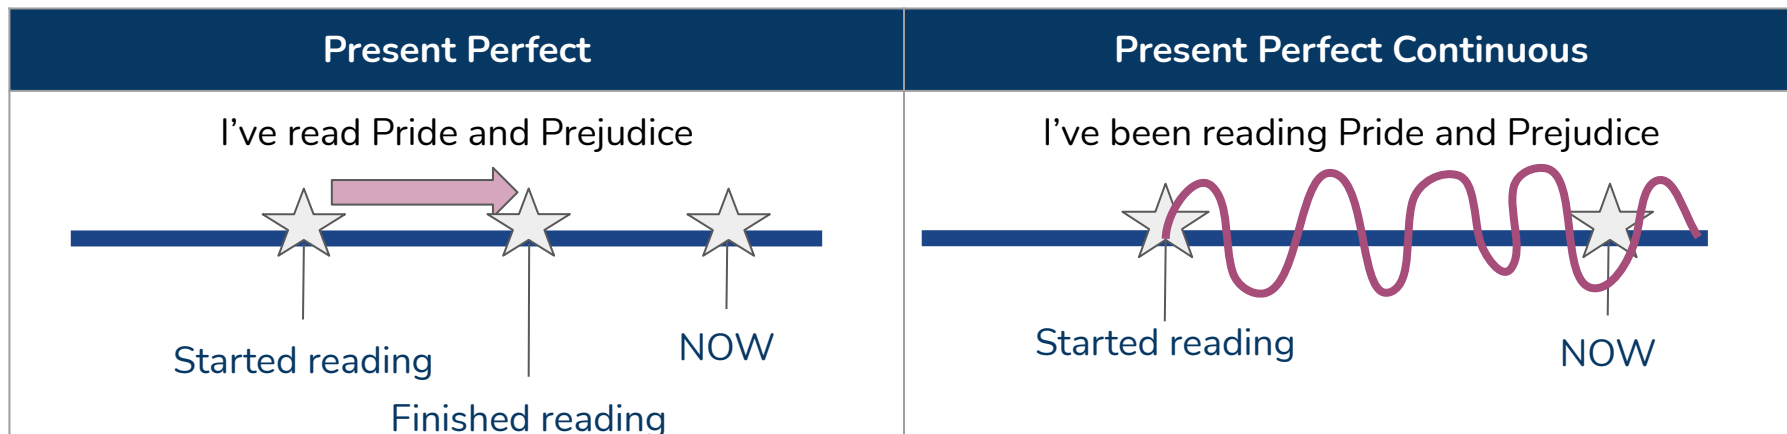 Present Perfect
Present Perfect Continuous
I've read Pride and Prejudice
I've been reading Pride and Prejudice
Started reading
Finished reading
NOW
Started reading
NOW